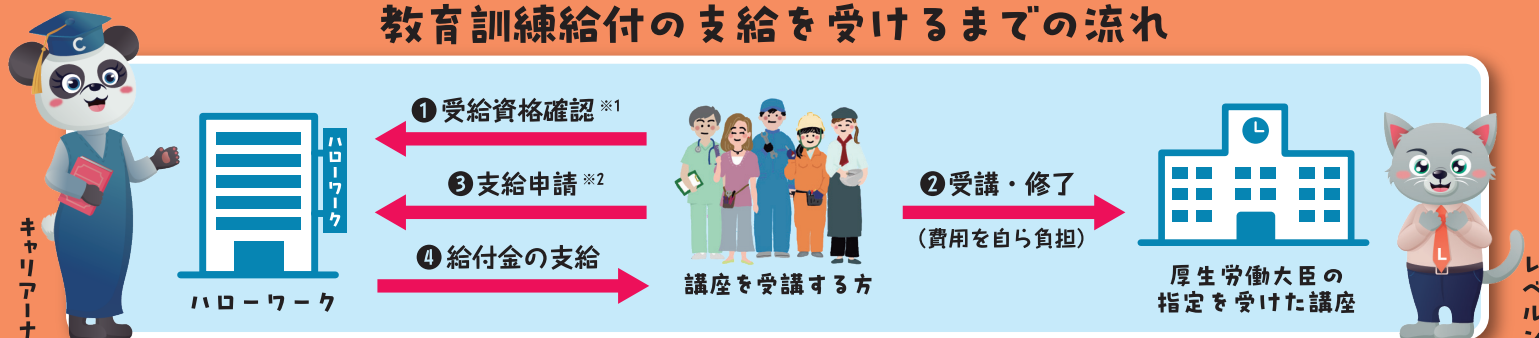 教育訓練給付の支給を受けるまでの流れ
C
❶受給資格確認※1
ハローワーク
❸支給申請※2
❷受講・修了
(費用を自ら負担)
❹給付金の支給
L
講座を受講する方
ハローワーク
厚生労働大臣の
指定を受けた講座
キャリアーナ
レベル